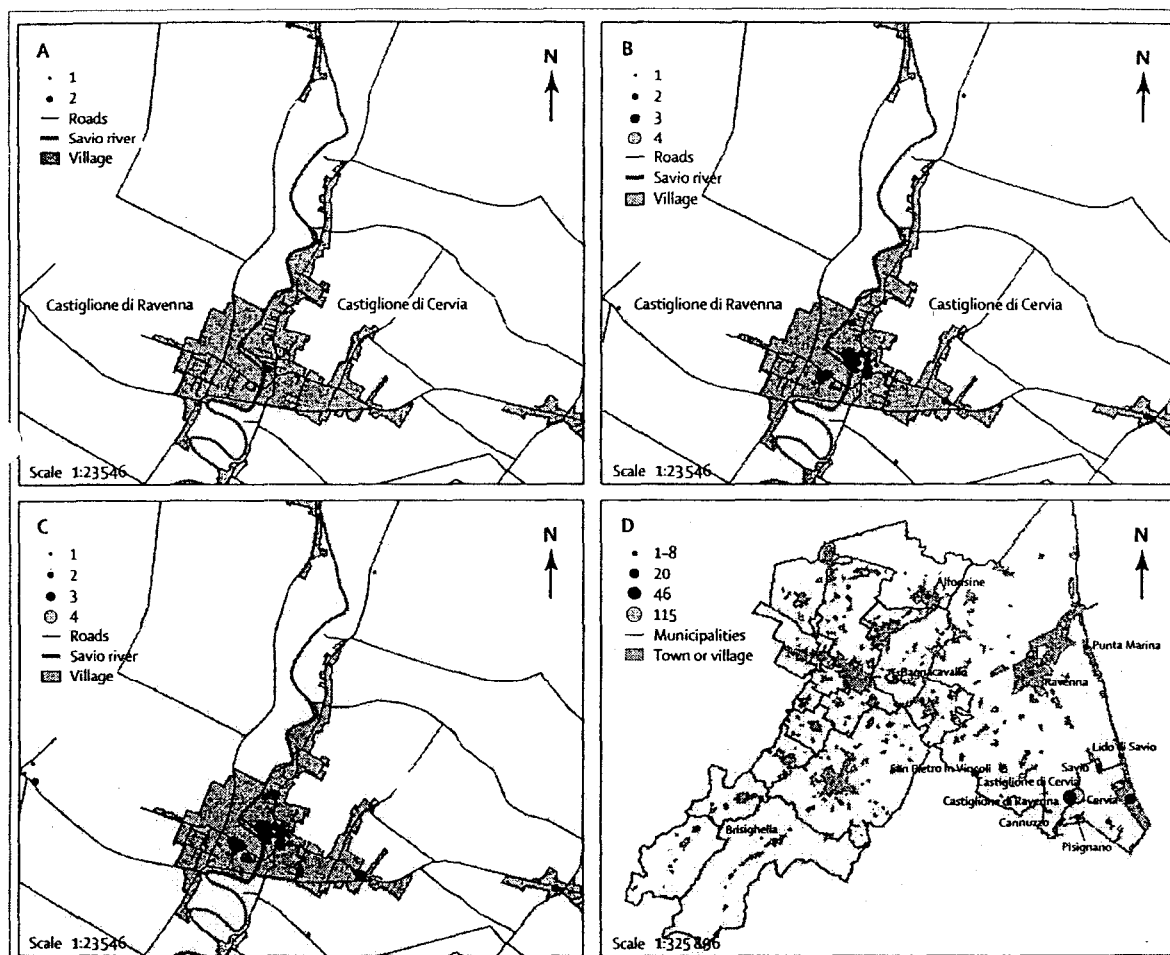 A
1
2
Roads
Savio river
Village
N
Castiglione di Ravenna
Castiglione di Cervia
Scale 1:23546
B
1
2
3
4
Roads
Savio river
Village
N
Castiglione di Ravenna
Castiglione di Cervia
Scale 1:23546
C
1
2
3
4
Roads
Savio river
Village
N
Scale 1:23546
D
1–8
20
46
115
Municipalities
Town or village
N
Alfonsine
Punta Marina
Bagnacavallo
Ravenna
Lido di Savio
San Pietro in Vincoli
Savio
Castiglione di Cervia
Castiglione di Ravenna
Cervia
Cannuzzo
Brisighella
Pisignano
Scale 1:325 896